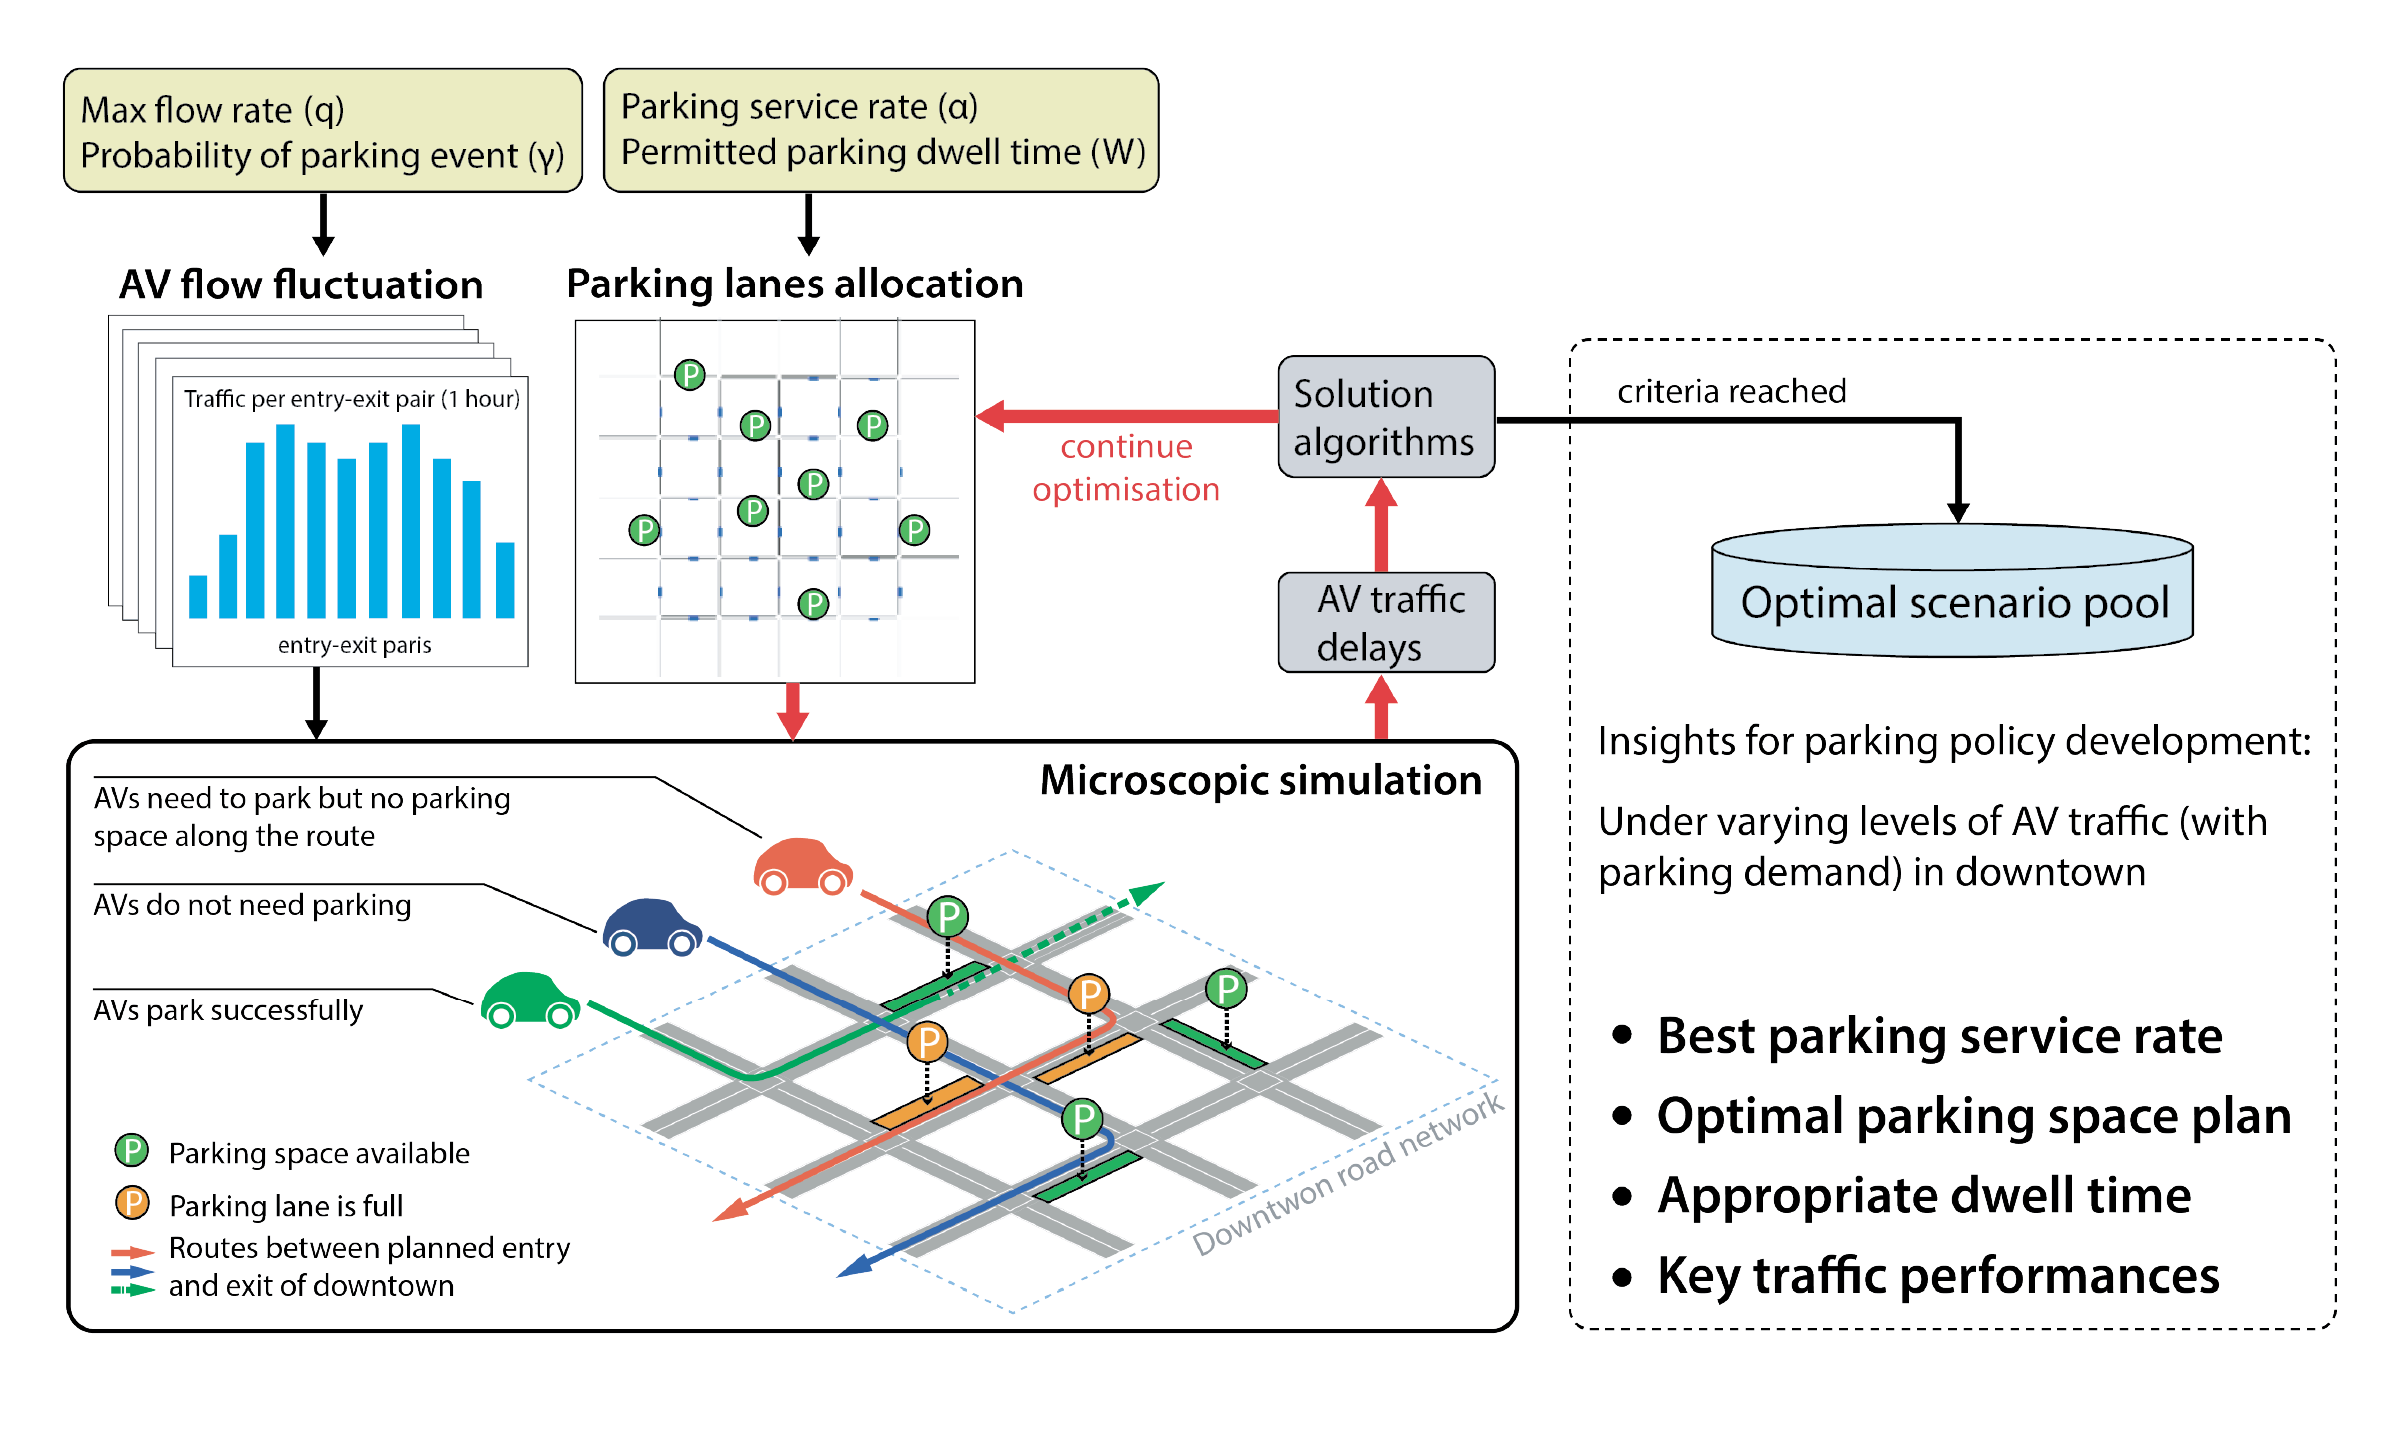 Max flow rate (q)
Probability of parking event (γ)
Parking service rate (α)
Permitted parking dwell time (W)
AV flow fluctuation
Parking lanes allocation
Traffic per entry-exit pair (1 hour)
entry-exit paris
P
P
P
P
P
P
P
P
continue
optimisation
Solution
algorithms
AV traffic
delays
criteria reached
Optimal scenario pool
Insights for parking policy development:
Under varying levels of AV traffic (with
parking demand) in downtown
• Best parking service rate
• Optimal parking space plan
• Appropriate dwell time
• Key traffic performances
Microscopic simulation
AVs need to park but no parking
space along the route
AVs do not need parking
AVs park successfully
P
P
P
P
P
Downtwon road network
P Parking space available
P Parking lane is full
Routes between planned entry
and exit of downtown